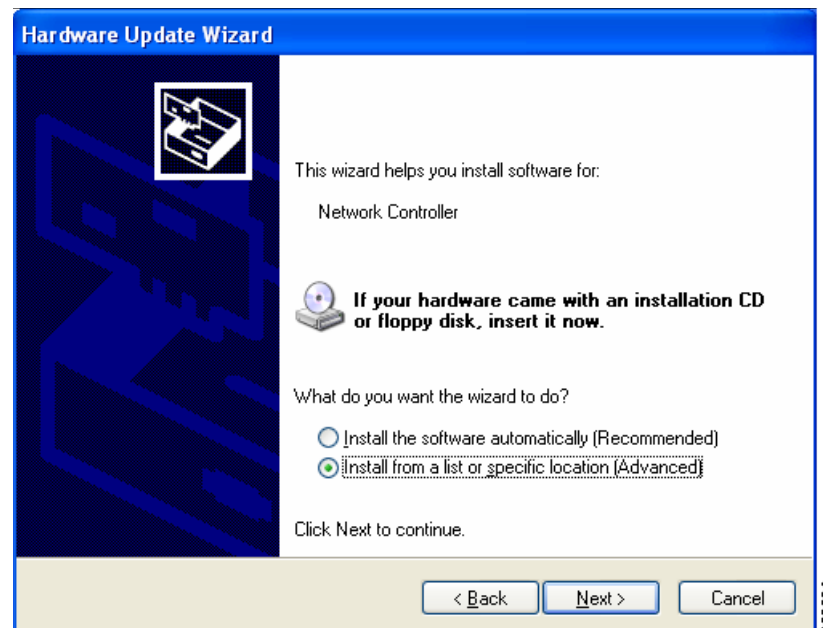 Hardware Update Wizard
This wizard helps you install software for:
Network Controller
If your hardware came with an installation CD
or floppy disk, insert it now.
What do you want the wizard to do?
Install the software automatically (Recommended)
Install from a list or specific location (Advanced)
Click Next to continue.
< Back
Next >
Cancel